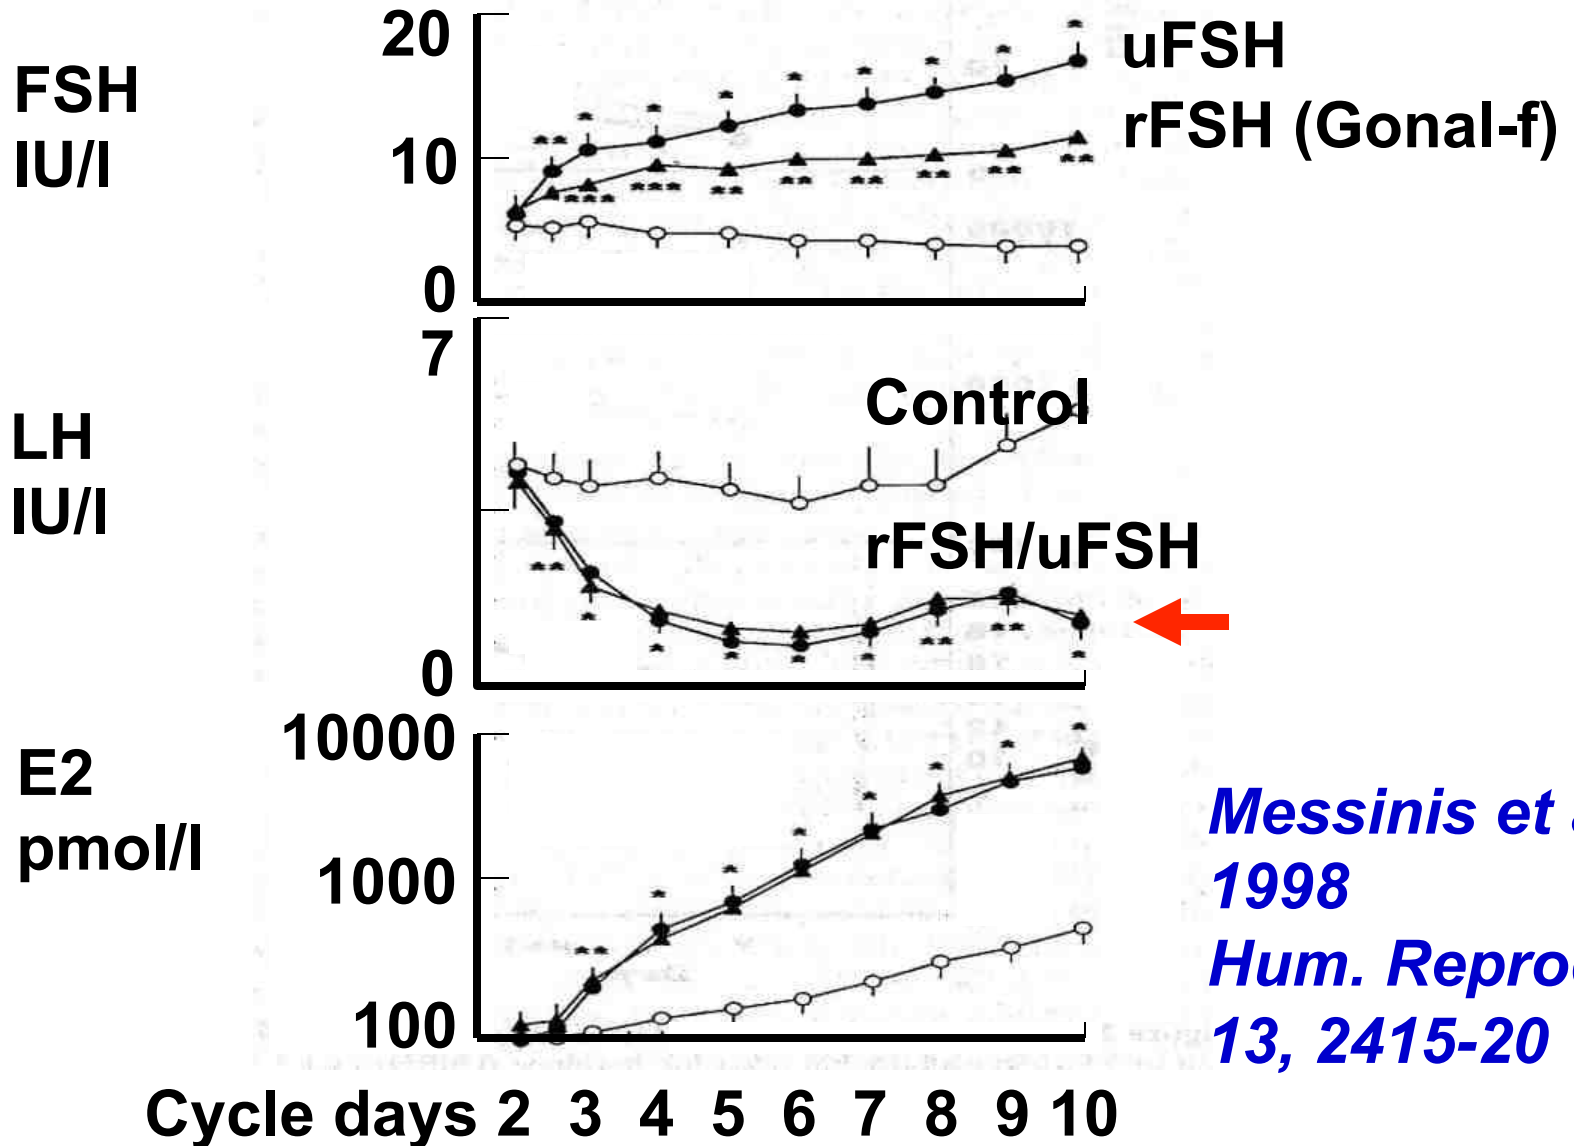 FSH
IU/l
20
10
0
uFSH
rFSH (Gonal-f)
LH
IU/l
7
0
Control
rFSH/uFSH
E2
pmol/l
10000
1000
100
Messinis et
1998
Hum.
13, 2415-20
Cycle days 2 3 4 5 6 7 8 9 10